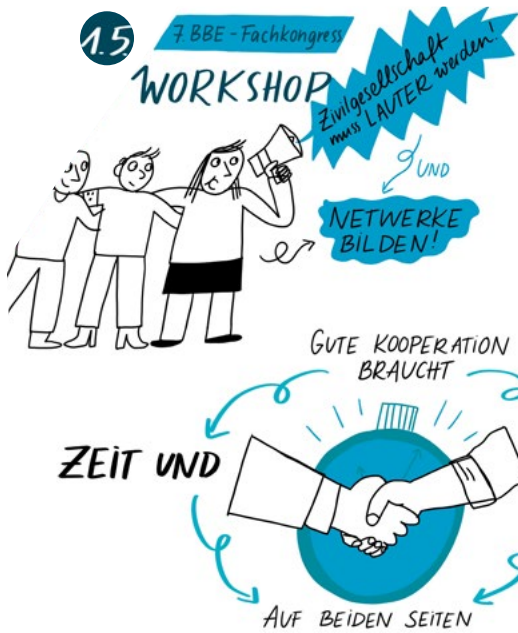 1.5.
7. BBE - Fachkongress
WORKSHOP
Zivilgesellschaft
muss LAUTER werden!
UND
NETWERKE
BILDEN!
GUTE KOOPERATION
BRAUCHT
ZEIT UND
AUF BEIDEN SEITEN